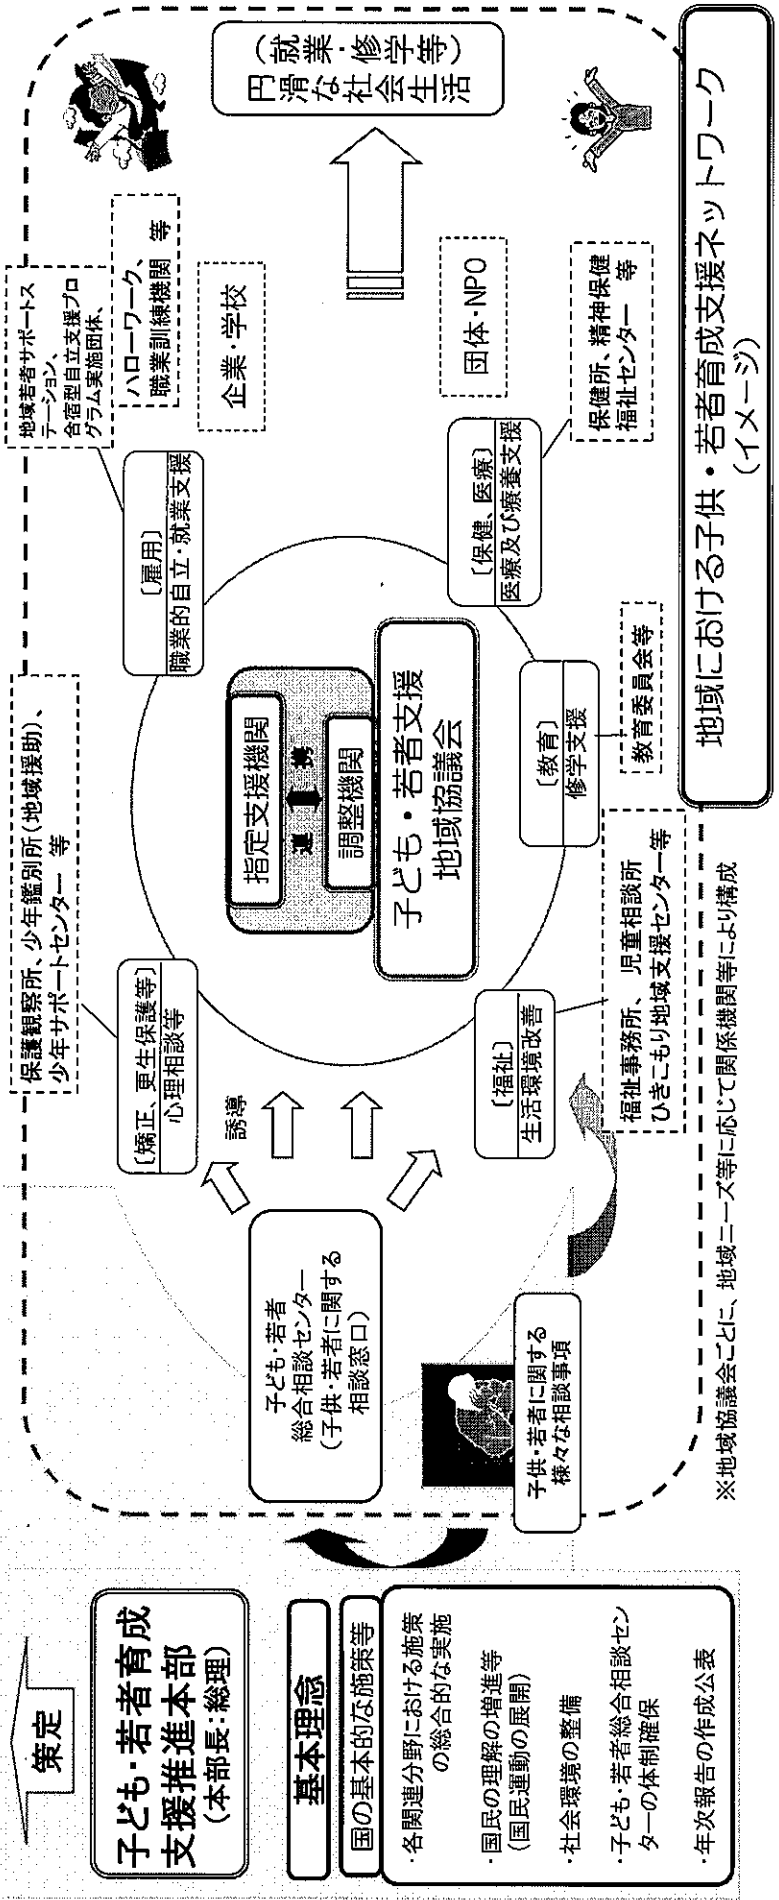 策定
子ども・若者育成
支援推進本部
(本部長：総理)
基本理念
国の基本的な施策等
・各関連分野における施策
の総合的な実施
・国民の理解の増進等
(国民運動の展開)
・社会環境の整備
・子ども・若者総合相談セン
ターの体制確保
・年次報告の作成公表
子ども・若者
総合相談センター
(子供・若者に関する
相談窓口)
子供・若者に関する
様々な相談事項
誘導
保護観察所、少年鑑別所(地域援助)、
少年サポートセンター 等
〔矯正、更生保護等〕
心理相談等
〔福祉〕
生活環境改善
福祉事務所、児童相談所
ひきこもり地域支援センター等
指定支援機関
連 携
調整機関
子ども・若者支援
地域協議会
〔教育〕
修学支援
教育委員会等
地域若者サポートス
テーション、
合宿型自立支援プロ
グラム実施団体、
ハローワーク、
職業訓練機関 等
〔雇用〕
職業的自立・就業支援
企業・学校
団体・NPO
〔保健、医療〕
医療及び療養支援
保健所、精神保健
福祉センター 等
(就業・修学等)
円滑な社会生活
※地域協議会ごとに、地域ニーズ等に応じて関係機関等により構成
地域における子供・若者育成支援ネットワーク
(イメージ)